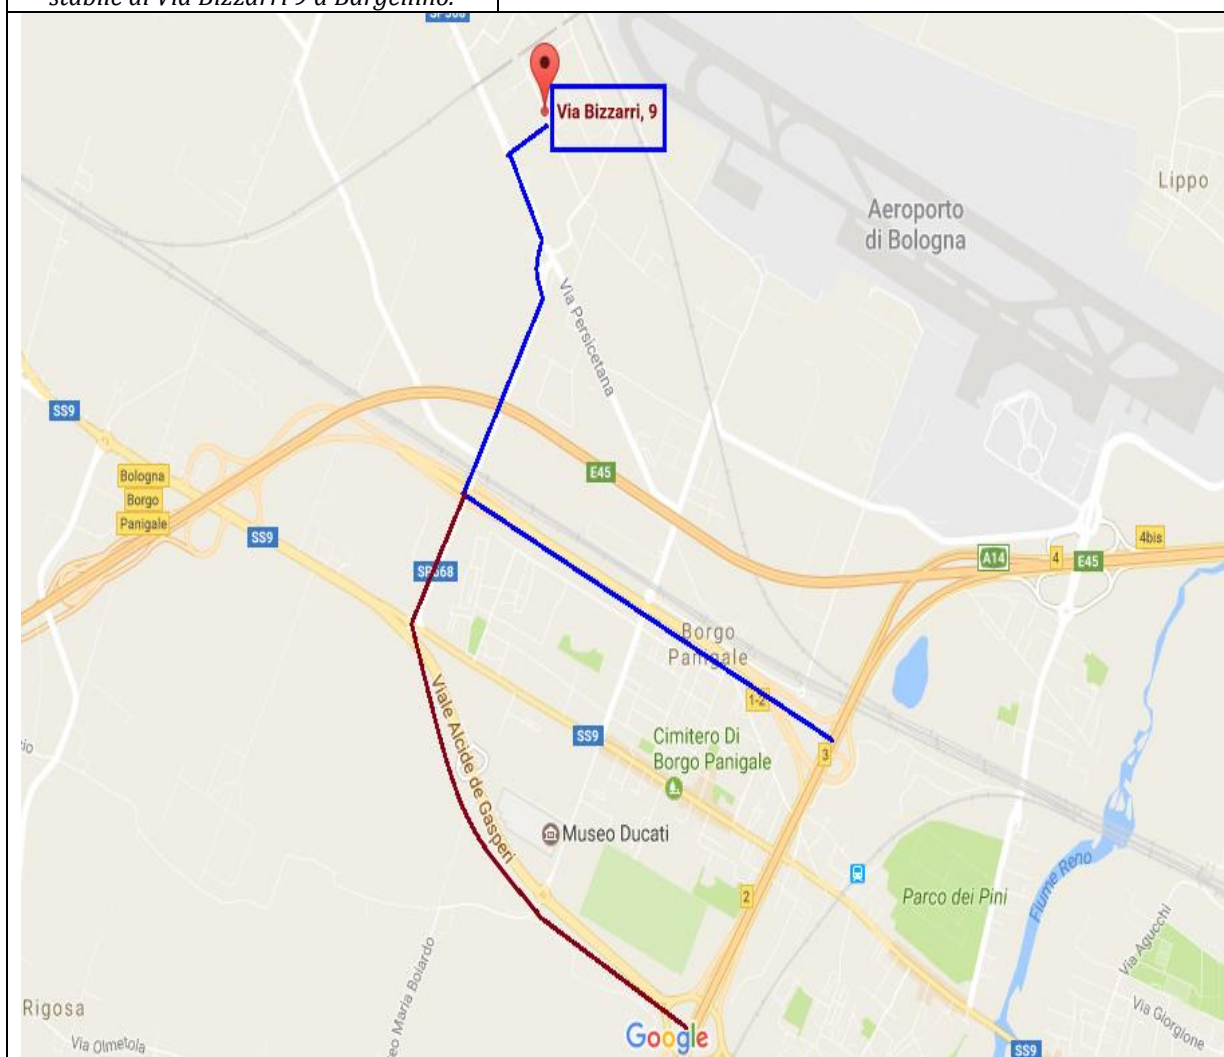 stabile di Via Bizzarri 9 a Bargellino.
SP568
Via Bizzarri, 9
Lippo
Aeroporto
di Bologna
Via Persicetana
SS9
E45
Bologna
Borgo
Panigale
SS9
4bis
A14
4
E45
SP568
Borgo
Panigale
1-2
Viale Alcide de Gasperi
SS9
Cimitero Di
Borgo Panigale
3
Museo Ducati
Fiume Reno
2
Parco dei Pini
Via Agucchi
Rigosa
Via Giorgione
Google
Via Olmetola
eo Maria Boiardo
SS9